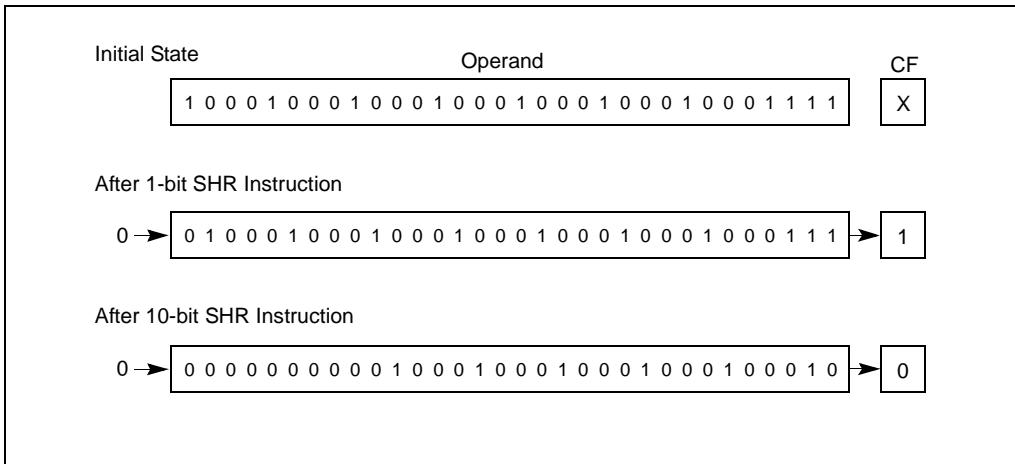 Initial State
Operand
CF
1 0 0 0 1 0 0 0 1 0 0 0 1 0 0 0 1 0 0 0 1 0 0 0 1 0 0 0 1 1 1 1 X
After 1-bit SHR Instruction
0 0 1 0 0 0 1 0 0 0 1 0 0 0 1 0 0 0 1 0 0 0 1 0 0 0 1 0 0 0 1 1 1 1
After 10-bit SHR Instruction
0 0 0 0 0 0 0 0 0 0 0 1 0 0 0 1 0 0 0 1 0 0 0 1 0 0 0 1 0 0 0 1 0 0